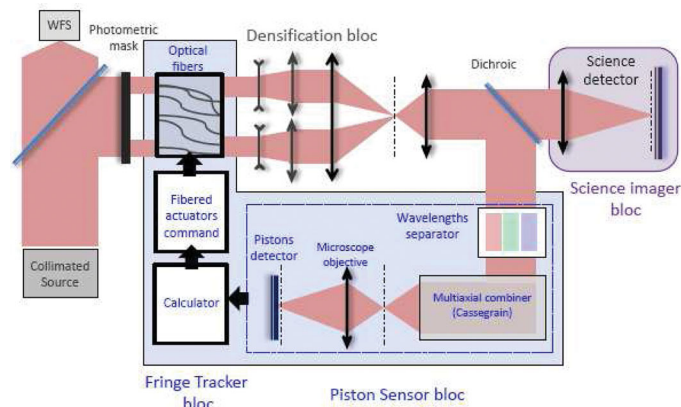 WFS
Photometric
mask
Optical
fibers
Densification bloc
Dichroic
Science
detector
Science imager
bloc
Fibered
actuators
command
Collimated
Source
Calculator
Pistons
detector
Microscope
objective
Wavelengths
separator
Multiaxial combiner
(Cassegrain)
Fringe Tracker
bloc
Piston Sensor bloc